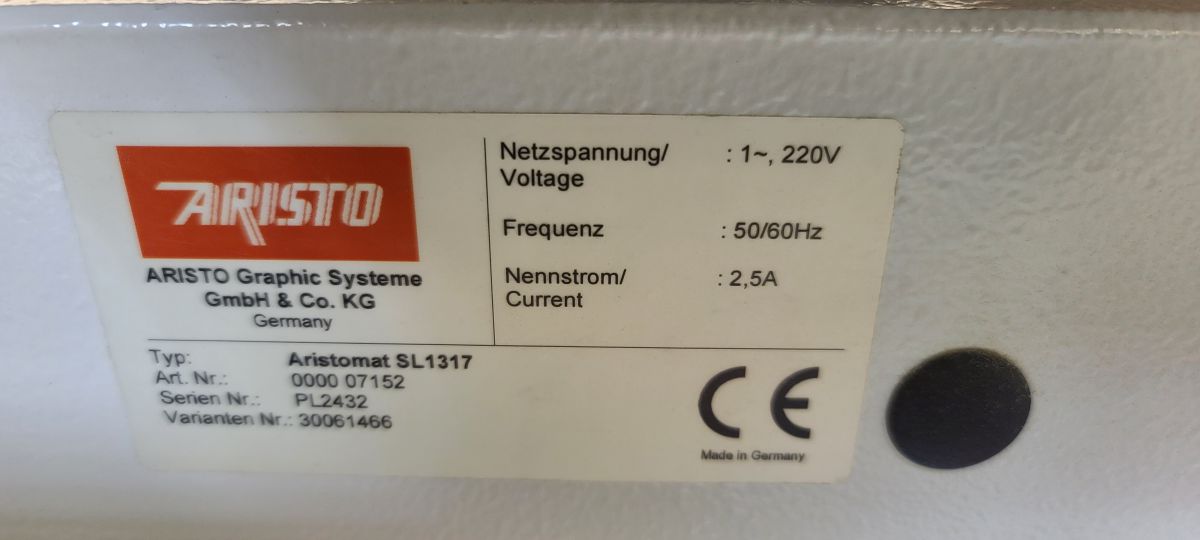 ARISTO
ARISTO Graphic Systeme
GmbH & Co. KG
Germany
Netzspannung/ : 1~, 220V
Voltage
Frequenz : 50/60Hz
Nennstrom/ : 2,5A
Current
Typ: Aristomat SL1317
Art. Nr.: 0000 07152
Serien Nr.: PL2432
Varianten Nr.: 30061466
CE
Made in Germany